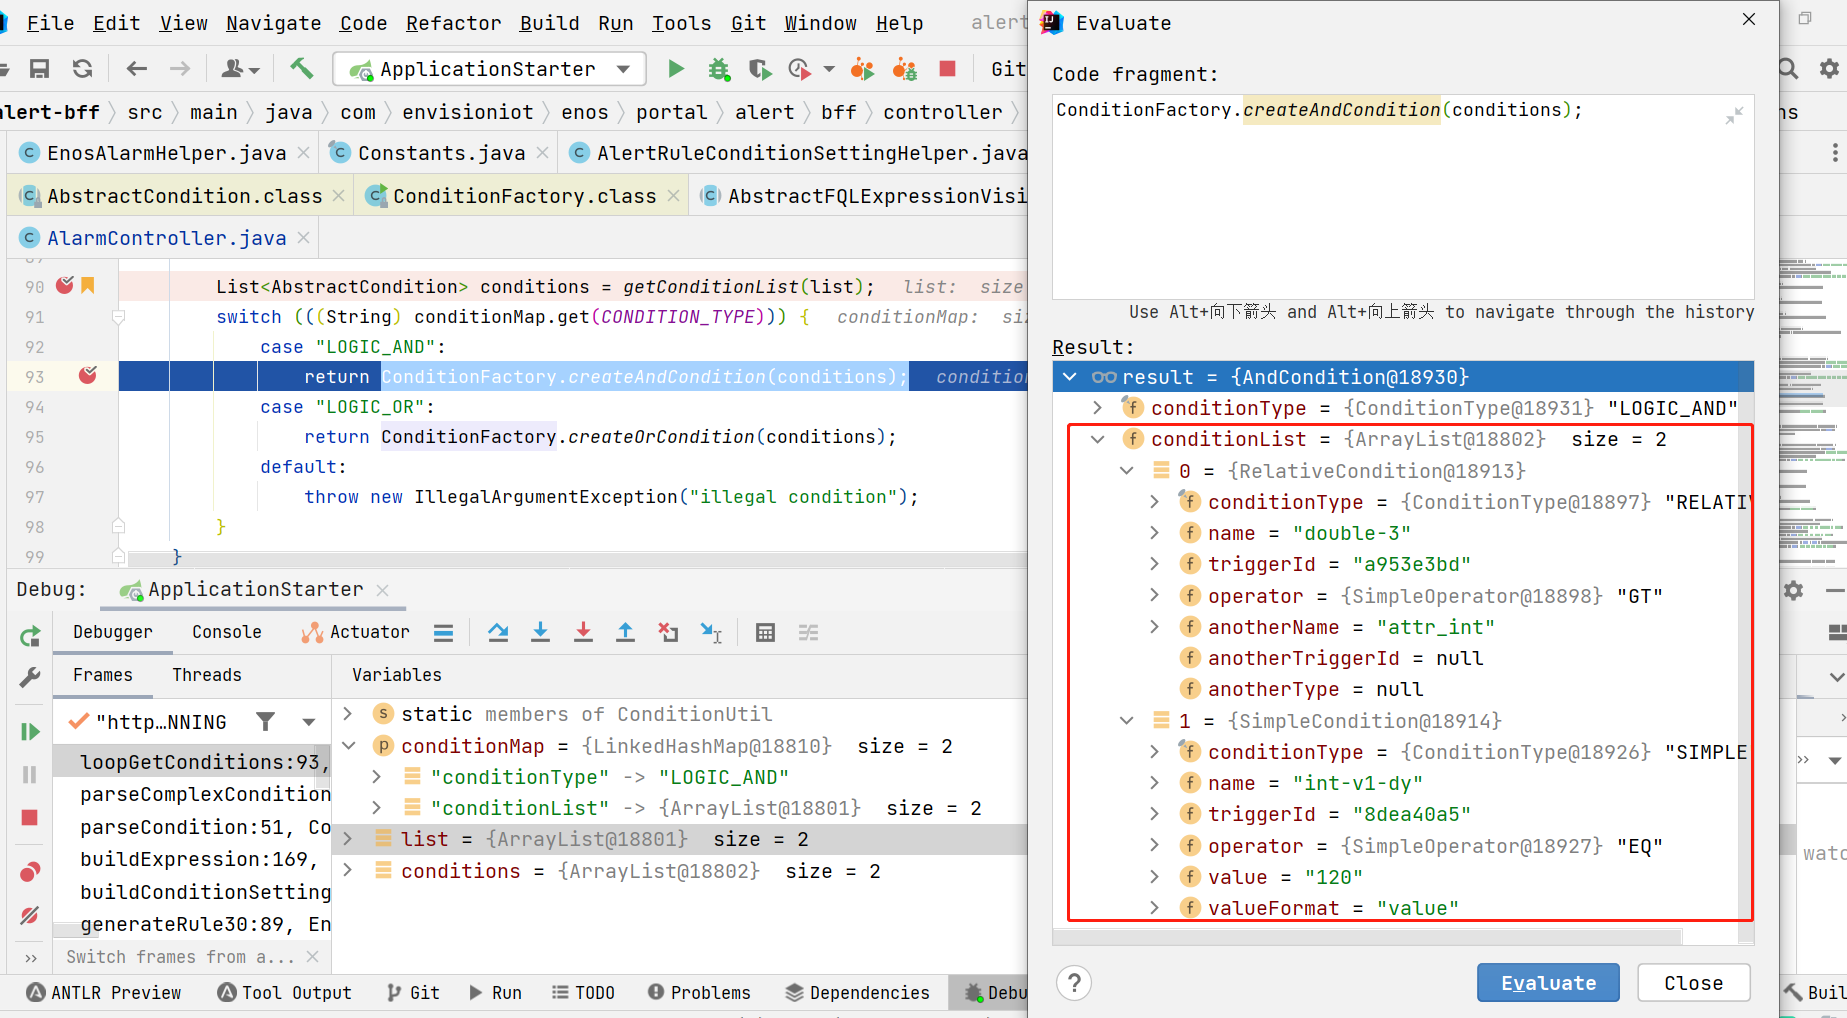 File Edit View Navigate Code Refactor Build Run Tools Git Window Help alert
ApplicationStarter Git
alert-bff src main java com envisioniot enos portal alert bff controller
EnosAlarmHelper.java Constants.java AlertRuleConditionSettingHelper.java
AbstractCondition.class ConditionFactory.class AbstractFQLExpressionVisi
AlarmController.java
89
90 List<AbstractCondition> conditions = getConditionList(list); list: size
91 switch (((String) conditionMap.get(CONDITION_TYPE))) { conditionMap: siz
92 case "LOGIC_AND":
93 return ConditionFactory.createAndCondition(conditions); condition
94 case "LOGIC_OR":
95 return ConditionFactory.createOrCondition(conditions);
96 default:
97 throw new IllegalArgumentException("illegal condition");
98 }
99 }
Debug: ApplicationStarter
Debugger Console Actuator
Frames Threads Variables
"http…NNING
loopGetConditions:93,
parseComplexCondition
parseCondition:51, Co
buildExpression:169,
buildConditionSetting
generateRule30:89, En
Switch frames from a...
static members of ConditionUtil
conditionMap = {LinkedHashMap@18810} size = 2
"conditionType" -> "LOGIC_AND"
"conditionList" -> {ArrayList@18801} size = 2
list = {ArrayList@18801} size = 2
conditions = {ArrayList@18802} size = 2
ANTLR Preview Tool Output Git Run TODO Problems Dependencies Debu
Evaluate
Code fragment:
ConditionFactory.createAndCondition(conditions);
Use Alt+向下箭头 and Alt+向上箭头 to navigate through the history
Result:
result = {AndCondition@18930}
conditionType = {ConditionType@18931} "LOGIC_AND"
conditionList = {ArrayList@18802} size = 2
0 = {RelativeCondition@18913}
conditionType = {ConditionType@18897} "RELATIV
name = "double-3"
triggerId = "a953e3bd"
operator = {SimpleOperator@18898} "GT"
anotherName = "attr_int"
anotherTriggerId = null
anotherType = null
1 = {SimpleCondition@18914}
conditionType = {ConditionType@18926} "SIMPLE
name = "int-v1-dy"
triggerId = "8dea40a5"
operator = {SimpleOperator@18927} "EQ"
value = "120"
valueFormat = "value"
? Evaluate Close
ns
watc
Buil